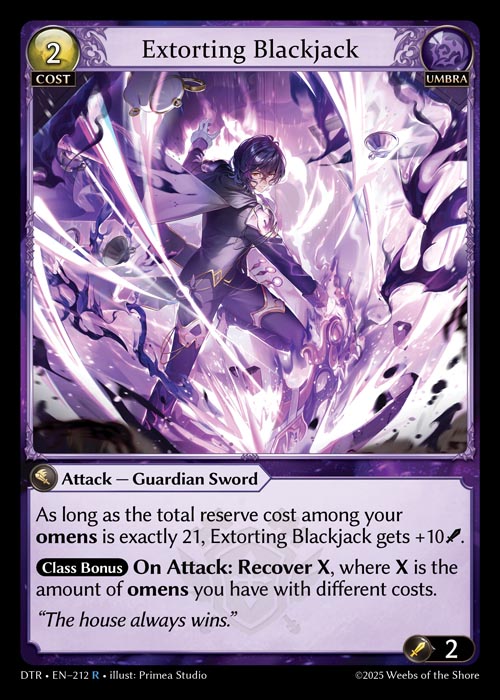 2
Extorting Blackjack
COST
UMBRA
Attack — Guardian Sword
As long as the total reserve cost among your
omens is exactly 21, Extorting Blackjack gets +10.
Class Bonus On Attack: Recover X, where X is the
amount of omens you have with different costs.
“The house always wins.”
2
DTR • EN–212 R • illust: Primea Studio
©2025 Weebs of the Shore